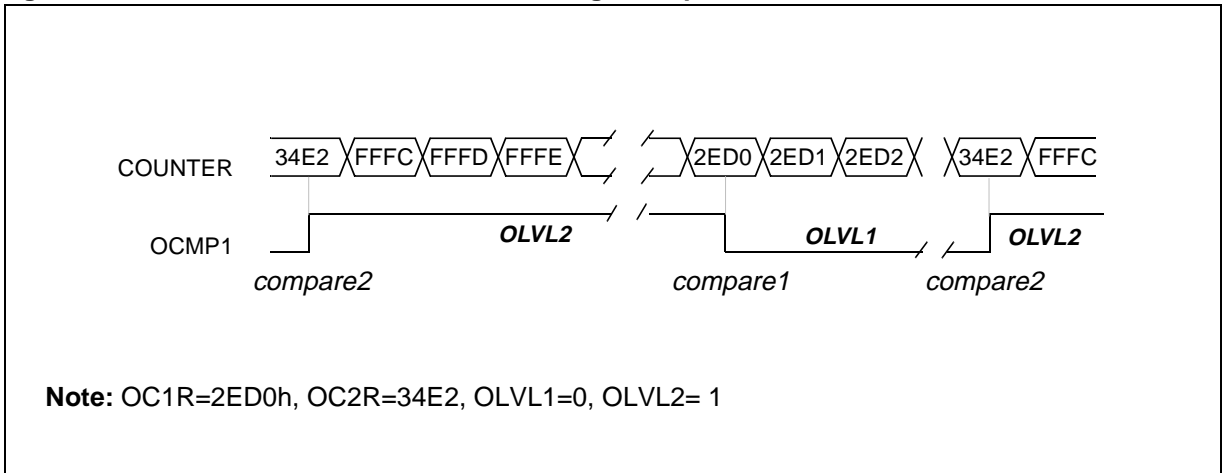 COUNTER 34E2 FFFC FFFD FFFE 2ED0 2ED1 2ED2 34E2 FFFC
OCMP1 OLVL2 OLVL1 OLVL2
compare2 compare1 compare2
Note: OC1R=2ED0h, OC2R=34E2, OLVL1=0, OLVL2= 1